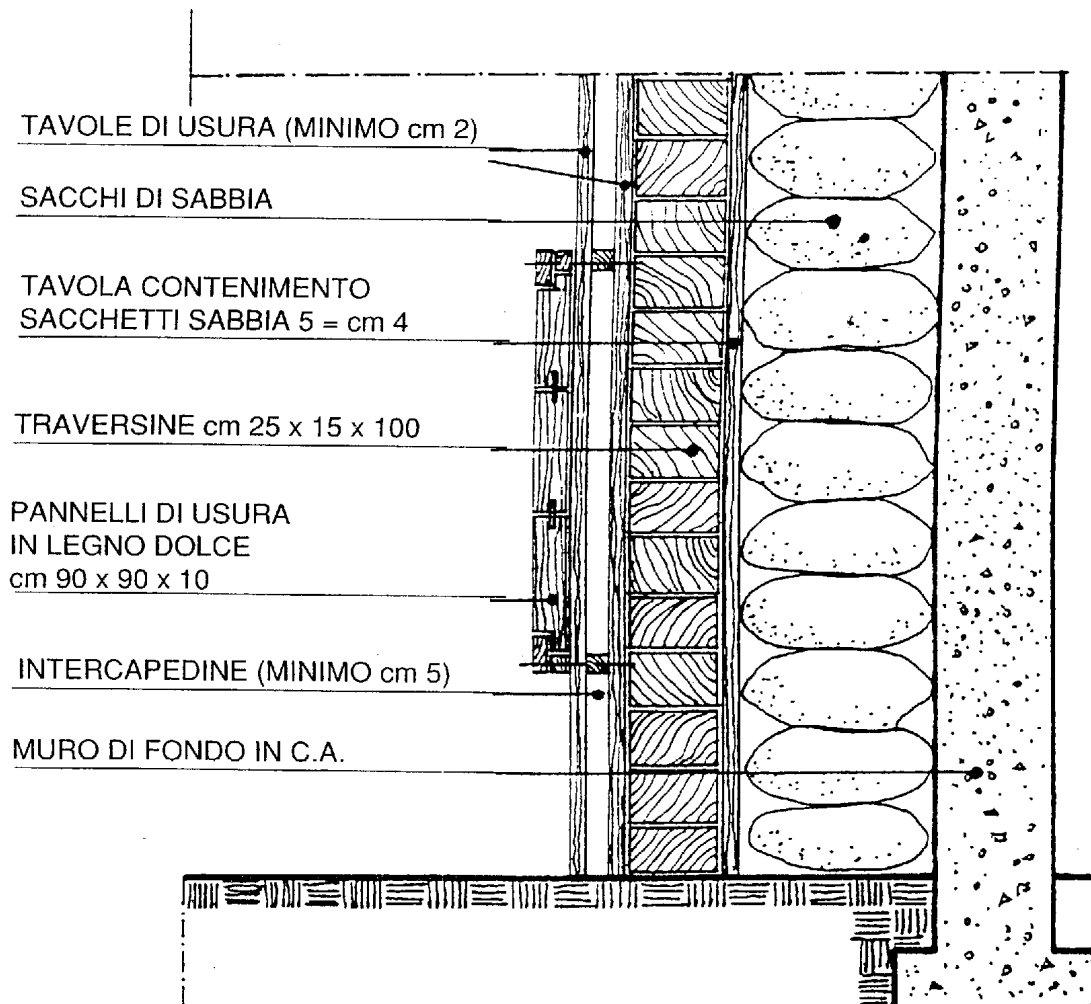 TAVOLE DI USURA (MINIMO cm 2)
SACCHI DI SABBIA
TAVOLA CONTENIMENTO
SACCHETTI SABBIA 5 = cm 4
TRAVERSINE cm 25 x 15 x 100
PANNELLI DI USURA
IN LEGNO DOLCE
cm 90 x 90 x 10
INTERCAPEDINE (MINIMO cm 5)
MURO DI FONDO IN C.A.